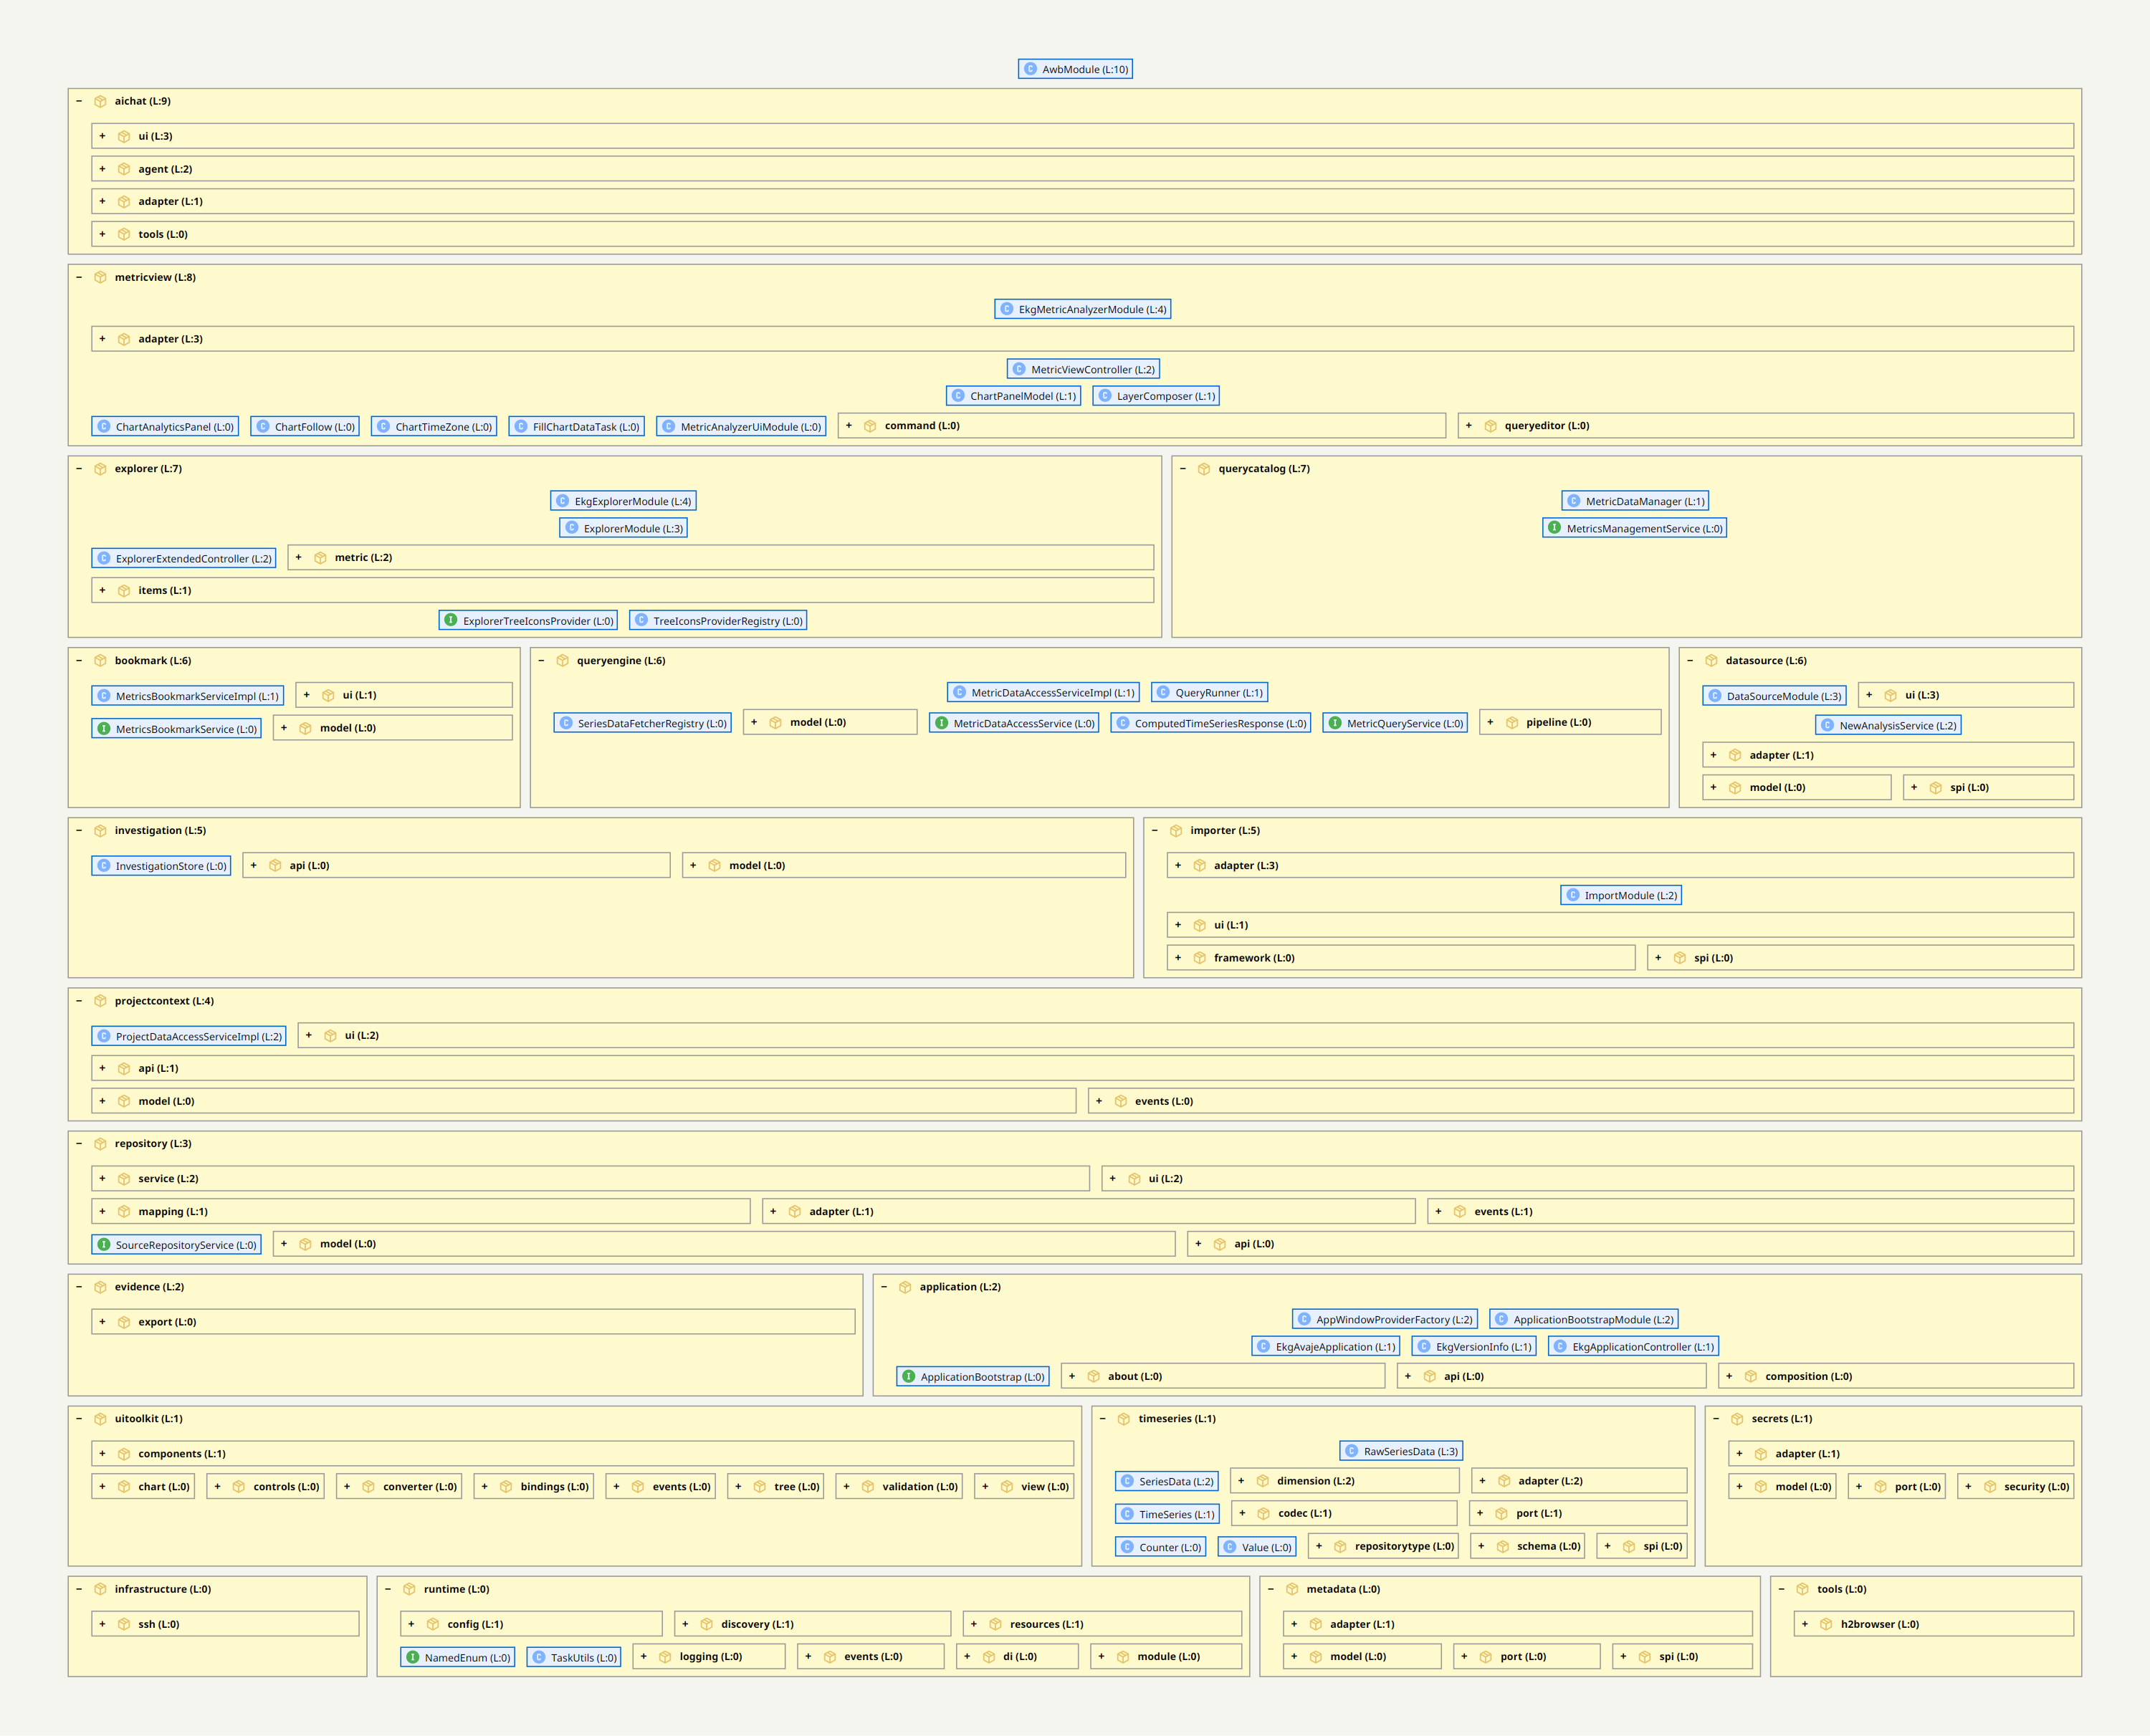 AwbModule (L:10)
aichat (L:9)
ui (L:3)
agent (L:2)
adapter (L:1)
tools (L:0)
metricview (L:8)
EkgMetricAnalyzerModule (L:4)
adapter (L:3)
MetricViewController (L:2)
ChartPanelModel (L:1) LayerComposer (L:1)
ChartAnalyticsPanel (L:0) ChartFollow (L:0) ChartTimeZone (L:0) FillChartDataTask (L:0) MetricAnalyzerUiModule (L:0) command (L:0) queryeditor (L:0)
explorer (L:7)
EkgExplorerModule (L:4)
ExplorerModule (L:3)
ExplorerExtendedController (L:2) metric (L:2)
items (L:1)
ExplorerTreeIconsProvider (L:0) TreeIconsProviderRegistry (L:0)
querycatalog (L:7)
MetricDataManager (L:1)
MetricsManagementService (L:0)
bookmark (L:6)
MetricsBookmarkServiceImpl (L:1) ui (L:1)
MetricsBookmarkService (L:0) model (L:0)
queryengine (L:6)
MetricDataAccessServiceImpl (L:1) QueryRunner (L:1)
SeriesDataFetcherRegistry (L:0) model (L:0) MetricDataAccessService (L:0) ComputedTimeSeriesResponse (L:0) MetricQueryService (L:0) pipeline (L:0)
datasource (L:6)
DataSourceModule (L:3) ui (L:3)
NewAnalysisService (L:2)
adapter (L:1)
model (L:0) spi (L:0)
investigation (L:5)
InvestigationStore (L:0) api (L:0) model (L:0)
importer (L:5)
adapter (L:3)
ImportModule (L:2)
ui (L:1)
framework (L:0) spi (L:0)
projectcontext (L:4)
ProjectDataAccessServiceImpl (L:2) ui (L:2)
api (L:1)
model (L:0) events (L:0)
repository (L:3)
service (L:2) ui (L:2)
mapping (L:1) adapter (L:1) events (L:1)
SourceRepositoryService (L:0) model (L:0) api (L:0)
evidence (L:2)
export (L:0)
application (L:2)
AppWindowProviderFactory (L:2) ApplicationBootstrapModule (L:2)
EkgAvajeApplication (L:1) EkgVersionInfo (L:1) EkgApplicationController (L:1)
ApplicationBootstrap (L:0) about (L:0) api (L:0) composition (L:0)
uitoolkit (L:1)
components (L:1)
chart (L:0) controls (L:0) converter (L:0) bindings (L:0) events (L:0) tree (L:0) validation (L:0) view (L:0)
timeseries (L:1)
RawSeriesData (L:3)
SeriesData (L:2) dimension (L:2) adapter (L:2)
TimeSeries (L:1) codec (L:1) port (L:1)
Counter (L:0) Value (L:0) repositorytype (L:0) schema (L:0) spi (L:0)
secrets (L:1)
adapter (L:1)
model (L:0) port (L:0) security (L:0)
infrastructure (L:0)
ssh (L:0)
runtime (L:0)
config (L:1) discovery (L:1) resources (L:1)
NamedEnum (L:0) TaskUtils (L:0) logging (L:0) events (L:0) di (L:0) module (L:0)
metadata (L:0)
adapter (L:1)
model (L:0) port (L:0) spi (L:0)
tools (L:0)
h2browser (L:0)